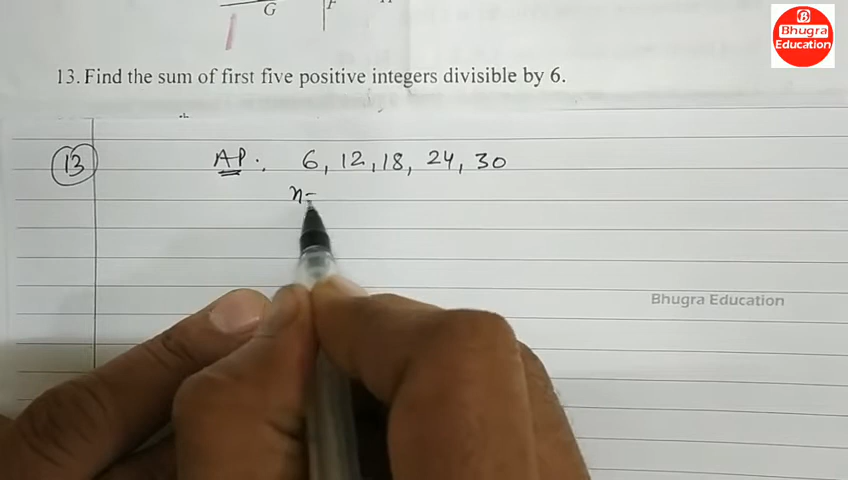 G F
B
Bhugra
Education
13. Find the sum of first five positive integers divisible by 6.
13 AP: 6, 12, 18, 24, 30
n=
Bhugra Education